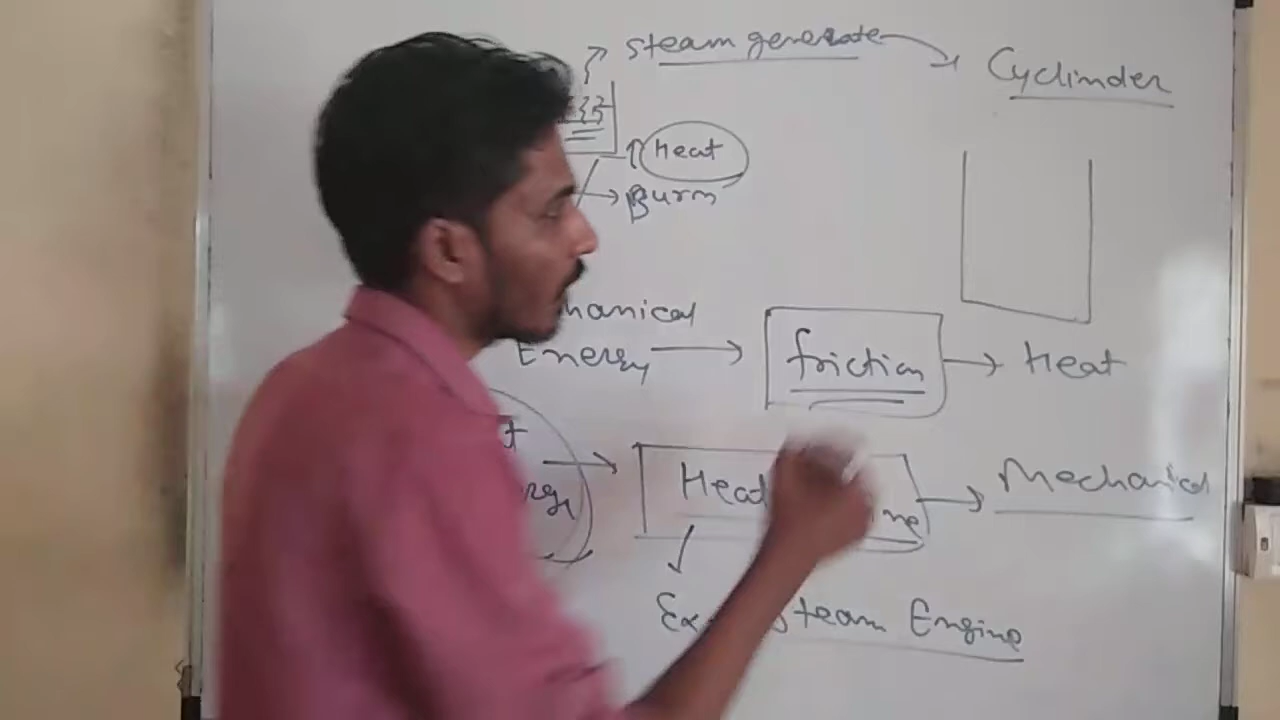 steam generate Cyclinder
Heat
Burn
Energy friction Heat
Mechanical
Steam Engine